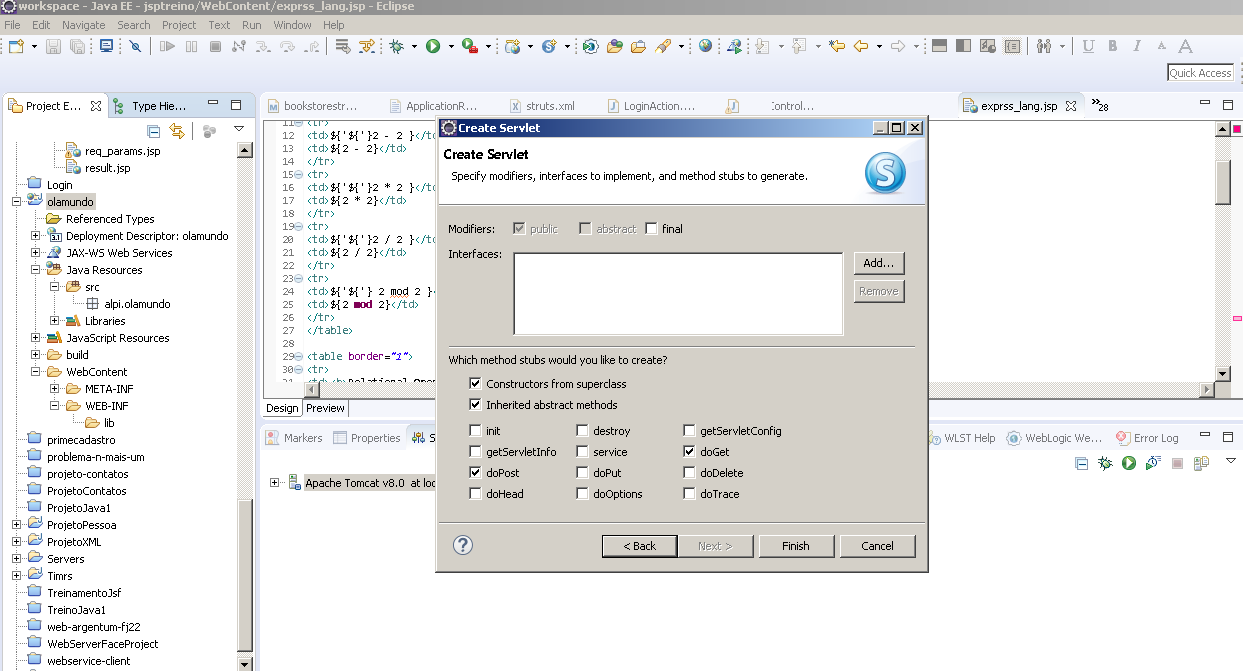 workspace - Java EE - jsptreino/WebContent/exprss_lang.jsp - Eclipse
File Edit Navigate Search Project Text Run Window Help
Quick Access
Project E... Type Hie...
req_params.jsp
result.jsp
Login
olamundo
Referenced Types
Deployment Descriptor: olamundo
JAX-WS Web Services
Java Resources
src
alpi.olamundo
Libraries
JavaScript Resources
build
WebContent
META-INF
WEB-INF
lib
primecadastro
problema-n-mais-um
projeto-contatos
ProjetoContatos
ProjetoJava1
ProjetoPessoa
ProjetoXML
Servers
Timrs
TreinamentoJsf
TreinoJava1
web-argentum-fj22
WebServerFaceProject
webservice-client
bookstorestr... ApplicationR... struts.xml LoginAction.... Control... exprss_lang.jsp »28
11 <tr>
12 <td>${'${'}2 - 2 }</td
13 <td>${2 - 2}</td>
14 </tr>
15 <tr>
16 <td>${'${'}2 * 2 }</td
17 <td>${2 * 2}</td>
18 </tr>
19 <tr>
20 <td>${'${'}2 / 2 }</td
21 <td>${2 / 2}</td>
22 </tr>
23 <tr>
24 <td>${'${'} 2 mod 2 }<
25 <td>${2 mod 2}</td>
26 </tr>
27 </table>
28
29 <table border="1">
30 <tr>
31 <td><b>Relational Oper
Design Preview
Markers Properties S
WLST Help WebLogic We... Error Log
Apache Tomcat v8.0 at loc
Create Servlet
Create Servlet
Specify modifiers, interfaces to implement, and method stubs to generate.
S
Modifiers: public abstract final
Interfaces:
Add...
Remove
Which method stubs would you like to create?
Constructors from superclass
Inherited abstract methods
init destroy getServletConfig
getServletInfo service doGet
doPost doPut doDelete
doHead doOptions doTrace
?
< Back Next > Finish Cancel